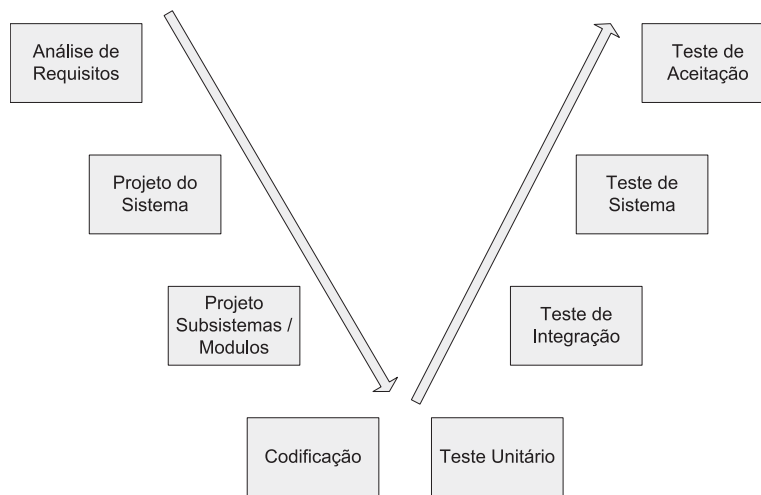 Análise de
Requisitos
Teste de
Aceitação
Projeto do
Sistema
Teste de
Sistema
Projeto
Subsistemas /
Modulos
Teste de
Integração
Codificação
Teste Unitário